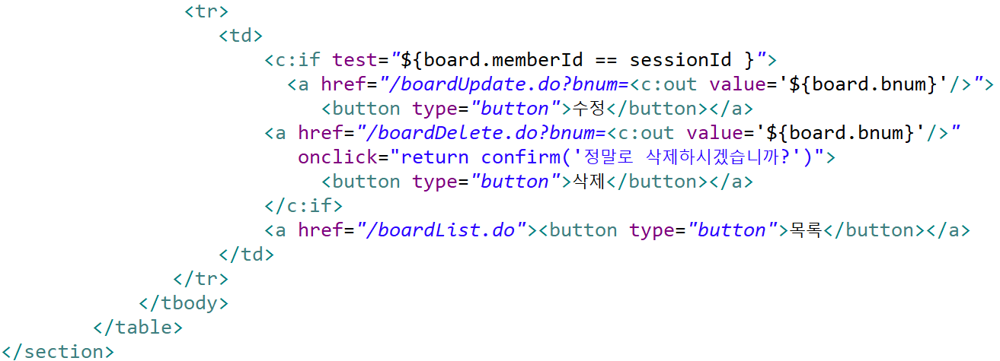 <tr>
<td>
<c:if test="${board.memberId == sessionId }">
<a href="/boardUpdate.do?bnum=<c:out value='${board.bnum}'/>">
<button type="button">수정</button></a>
<a href="/boardDelete.do?bnum=<c:out value='${board.bnum}'/>"
onclick="return confirm('정말로 삭제하시겠습니까?')">
<button type="button">삭제</button></a>
</c:if>
<a href="/boardList.do"><button type="button">목록</button></a>
</td>
</tr>
</tbody>
</table>
</section>